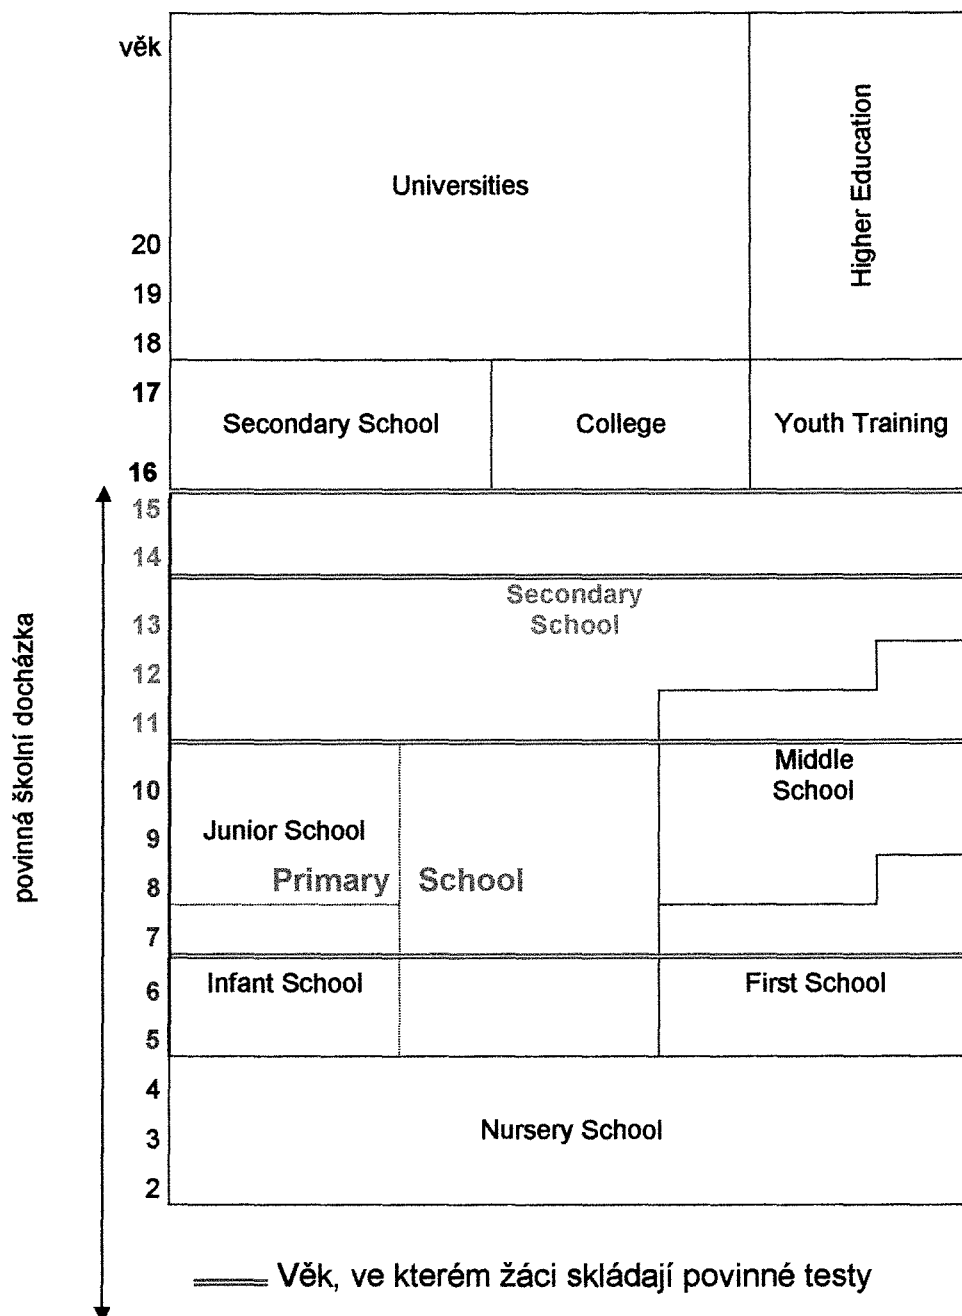 věk
Universities
Higher Education
20
19
18
17
Secondary School
College
Youth Training
16
15
14
Secondary
School
13
12
11
povinná školní docházka
Middle
School
10
Junior School
9
Primary School
8
7
Infant School
First School
6
5
4
Nursery School
3
2
Věk, ve kterém žáci skládají povinné testy